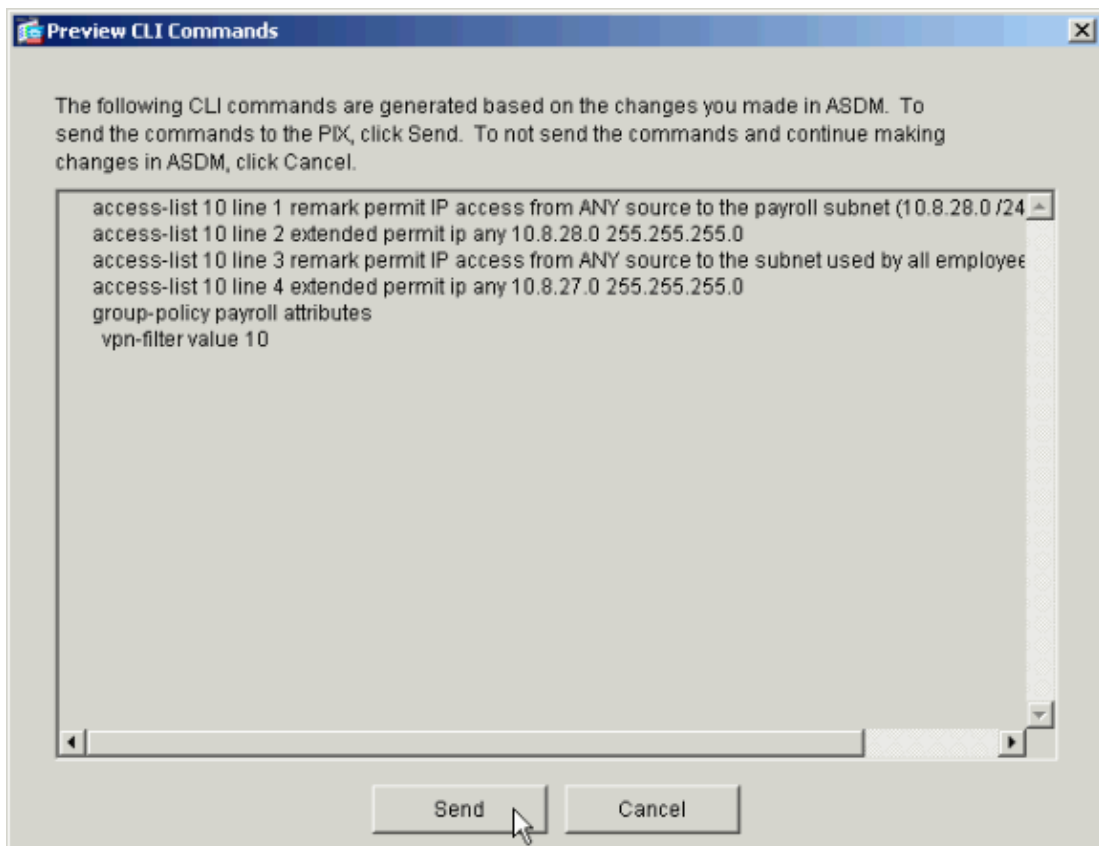 Preview CLI Commands
The following CLI commands are generated based on the changes you made in ASDM. To
send the commands to the PIX, click Send. To not send the commands and continue making
changes in ASDM, click Cancel.
access-list 10 line 1 remark permit IP access from ANY source to the payroll subnet (10.8.28.0 /24
access-list 10 line 2 extended permit ip any 10.8.28.0 255.255.255.0
access-list 10 line 3 remark permit IP access from ANY source to the subnet used by all employee
access-list 10 line 4 extended permit ip any 10.8.27.0 255.255.255.0
group-policy payroll attributes
vpn-filter value 10
Send
Cancel